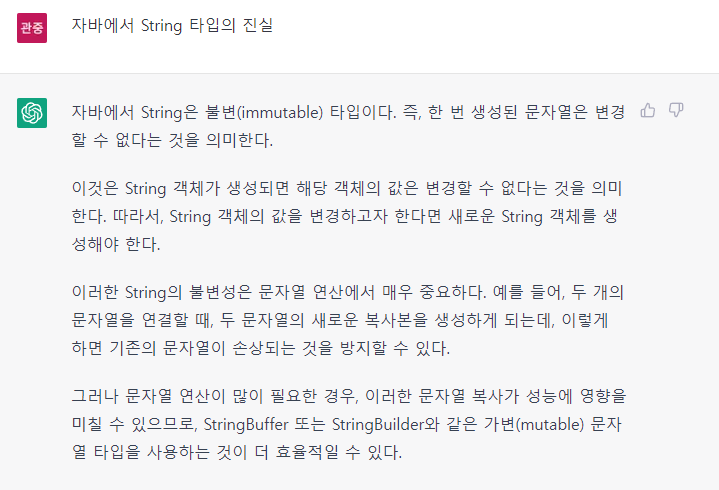 관중
자바에서 String 타입의 진실
자바에서 String은 불변(immutable) 타입이다. 즉, 한 번 생성된 문자열은 변경
할 수 없다는 것을 의미한다.
이것은 String 객체가 생성되면 해당 객체의 값은 변경할 수 없다는 것을 의미
한다. 따라서, String 객체의 값을 변경하고자 한다면 새로운 String 객체를 생
성해야 한다.
이러한 String의 불변성은 문자열 연산에서 매우 중요하다. 예를 들어, 두 개의
문자열을 연결할 때, 두 문자열의 새로운 복사본을 생성하게 되는데, 이렇게
하면 기존의 문자열이 손상되는 것을 방지할 수 있다.
그러나 문자열 연산이 많이 필요한 경우, 이러한 문자열 복사가 성능에 영향을
미칠 수 있으므로, StringBuffer 또는 StringBuilder와 같은 가변(mutable) 문자
열 타입을 사용하는 것이 더 효율적일 수 있다.